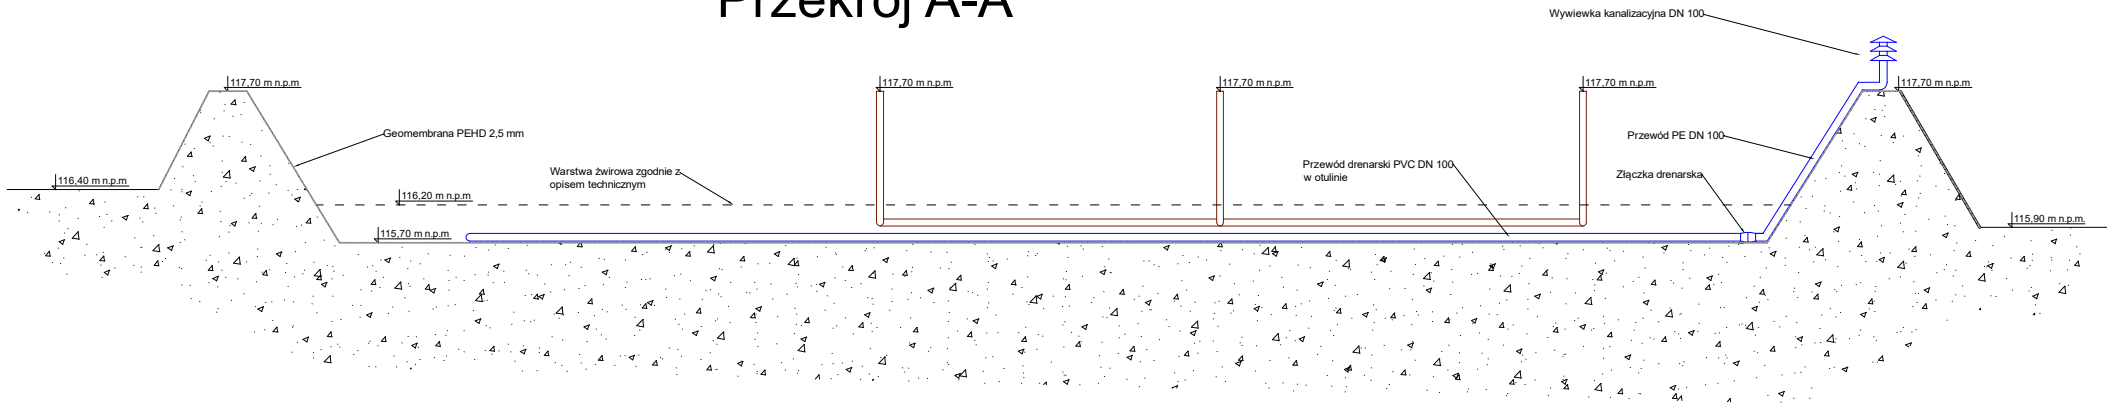 Przekrój A-A
Wywiewka kanalizacyjna DN 100
117,70 m n.p.m
117,70 m n.p.m
117,70 m n.p.m
117,70 m n.p.m
117,70 m n.p.m
Geomembrana PEHD 2,5 mm
Przewód PE DN 100
Warstwa żwirowa zgodnie z
opisem technicznym
Przewód drenarski PVC DN 100
w otulinie
Złączka drenarska
116,40 m n.p.m
116,20 m n.p.m
115,70 m n.p.m
115,90 m n.p.m.